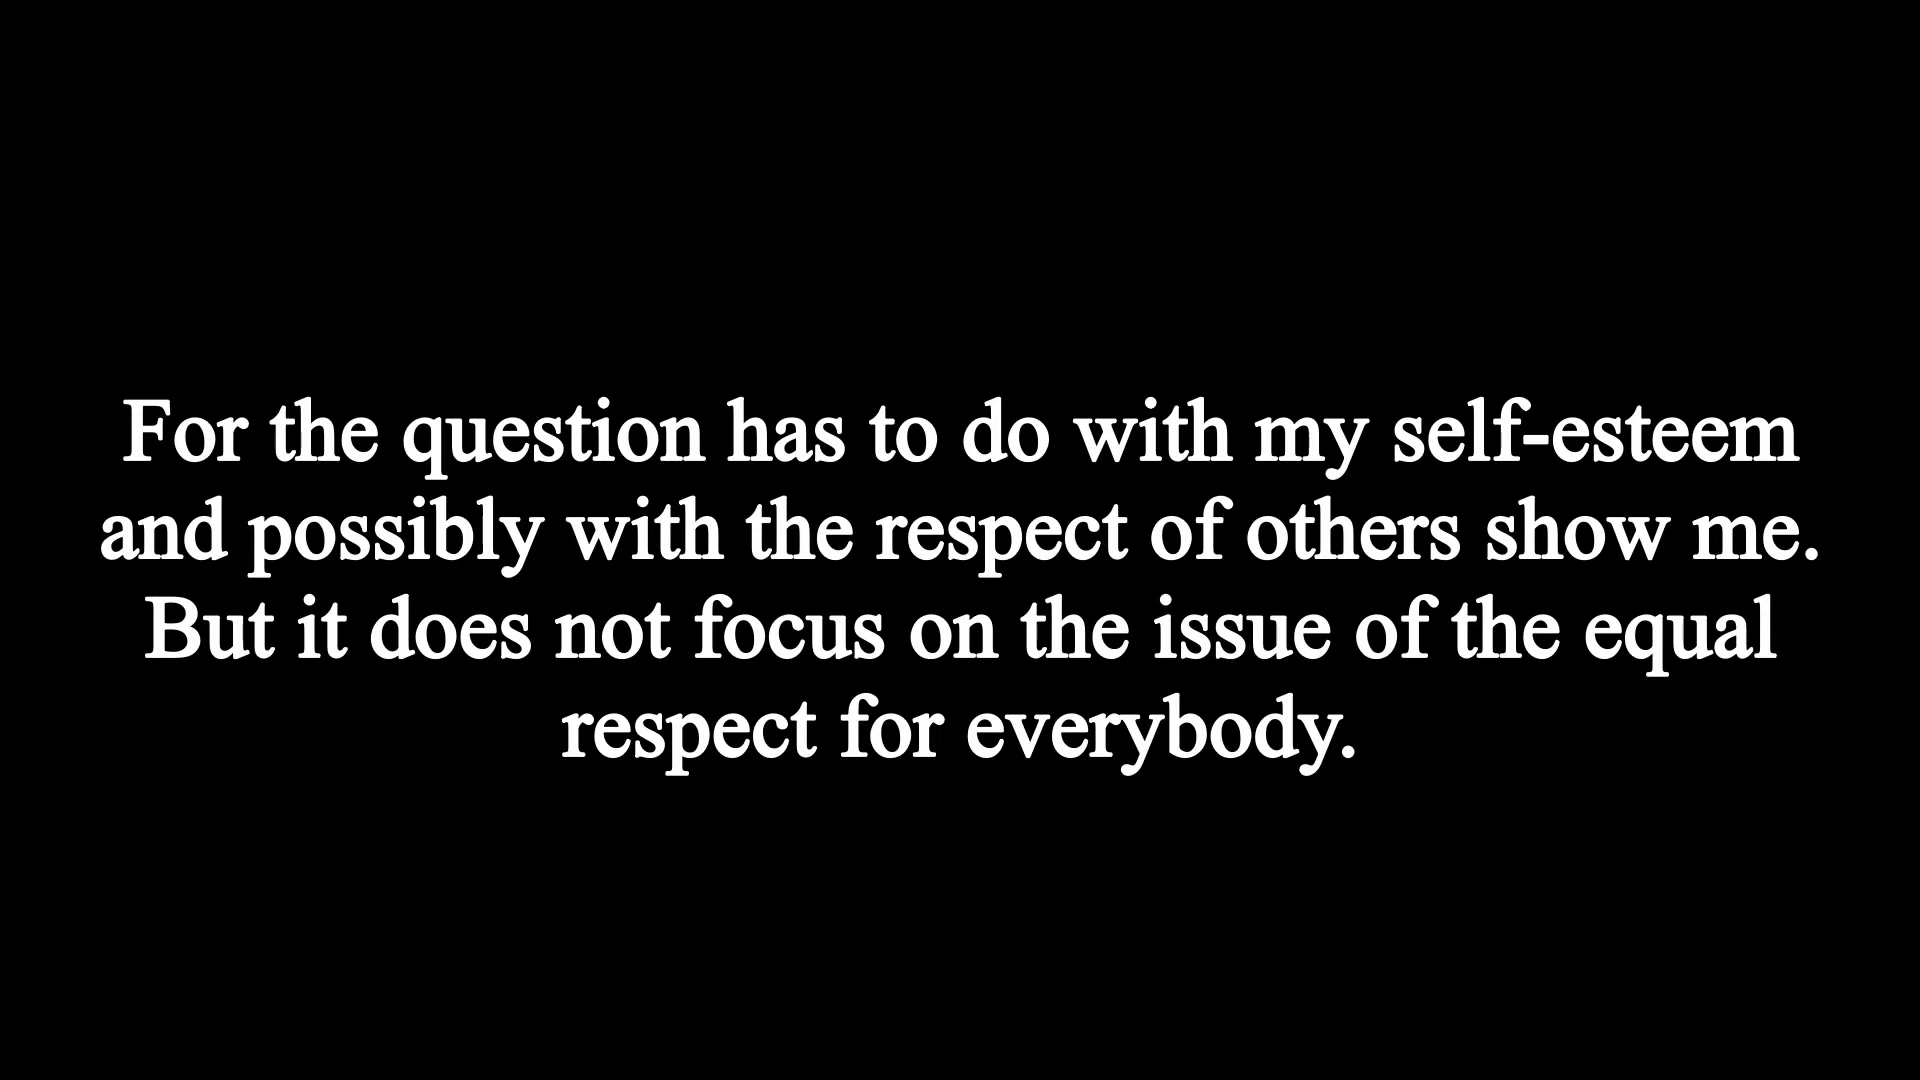 For the question has to do with my self-esteem
and possibly with the respect of others show me.
But it does not focus on the issue of the equal
respect for everybody.